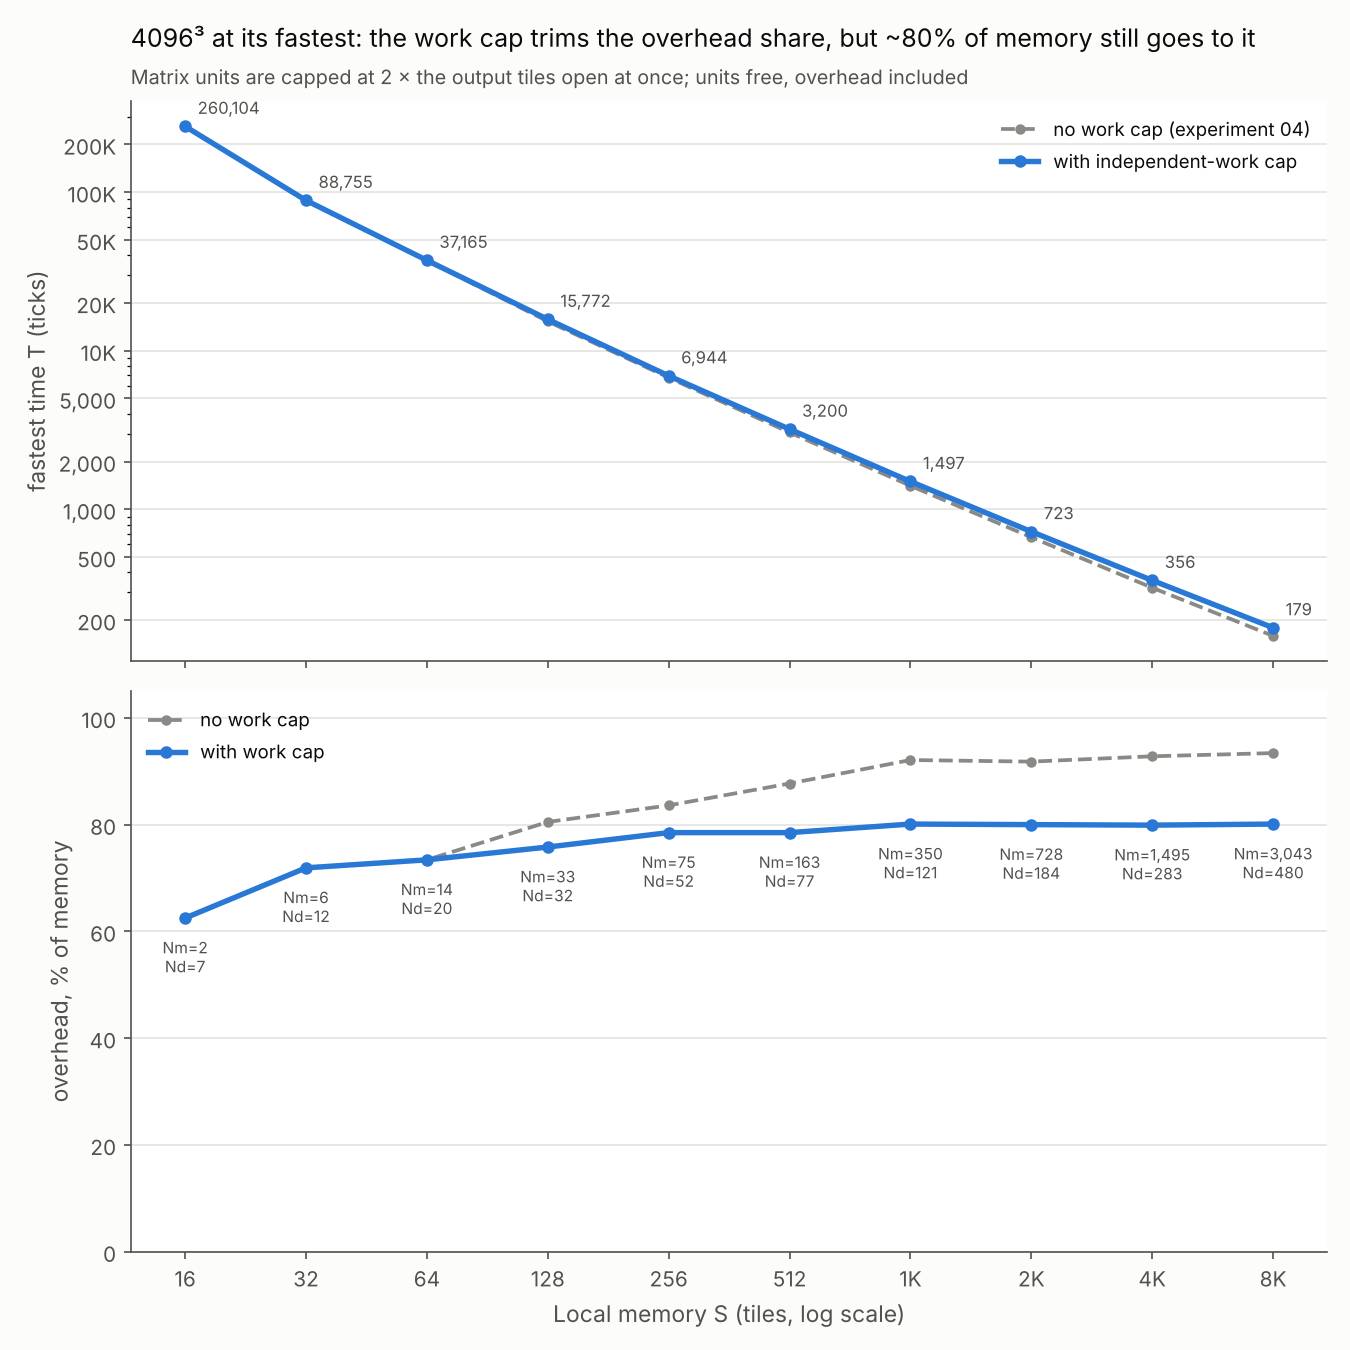 4096³ at its fastest: the work cap trims the overhead share, but ~80% of memory still goes to it
Matrix units are capped at 2 × the output tiles open at once; units free, overhead included
fastest time T (ticks)
200K
100K
50K
20K
10K
5,000
2,000
1,000
500
200
no work cap (experiment 04)
with independent-work cap
260,104
88,755
37,165
15,772
6,944
3,200
1,497
723
356
179
overhead, % of memory
100
80
60
40
20
0
no work cap
with work cap
Nm=2
Nd=7
Nm=6
Nd=12
Nm=14
Nd=20
Nm=33
Nd=32
Nm=75
Nd=52
Nm=163
Nd=77
Nm=350
Nd=121
Nm=728
Nd=184
Nm=1,495
Nd=283
Nm=3,043
Nd=480
16
32
64
128
256
512
1K
2K
4K
8K
Local memory S (tiles, log scale)